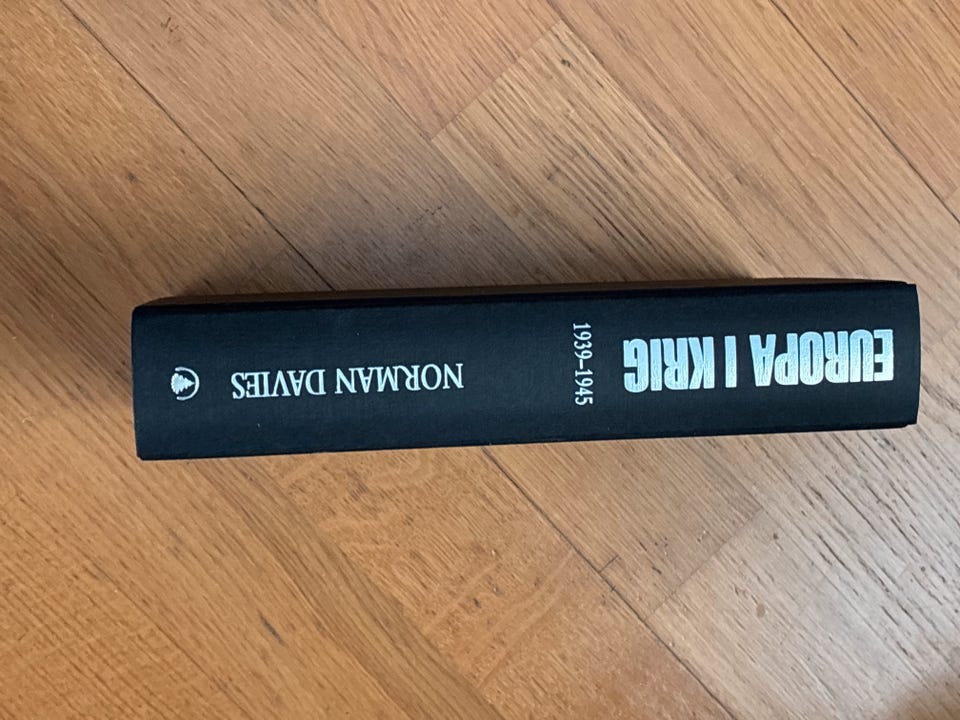 EUROPA I KRIG
1939–1945
NORMAN DAVIES